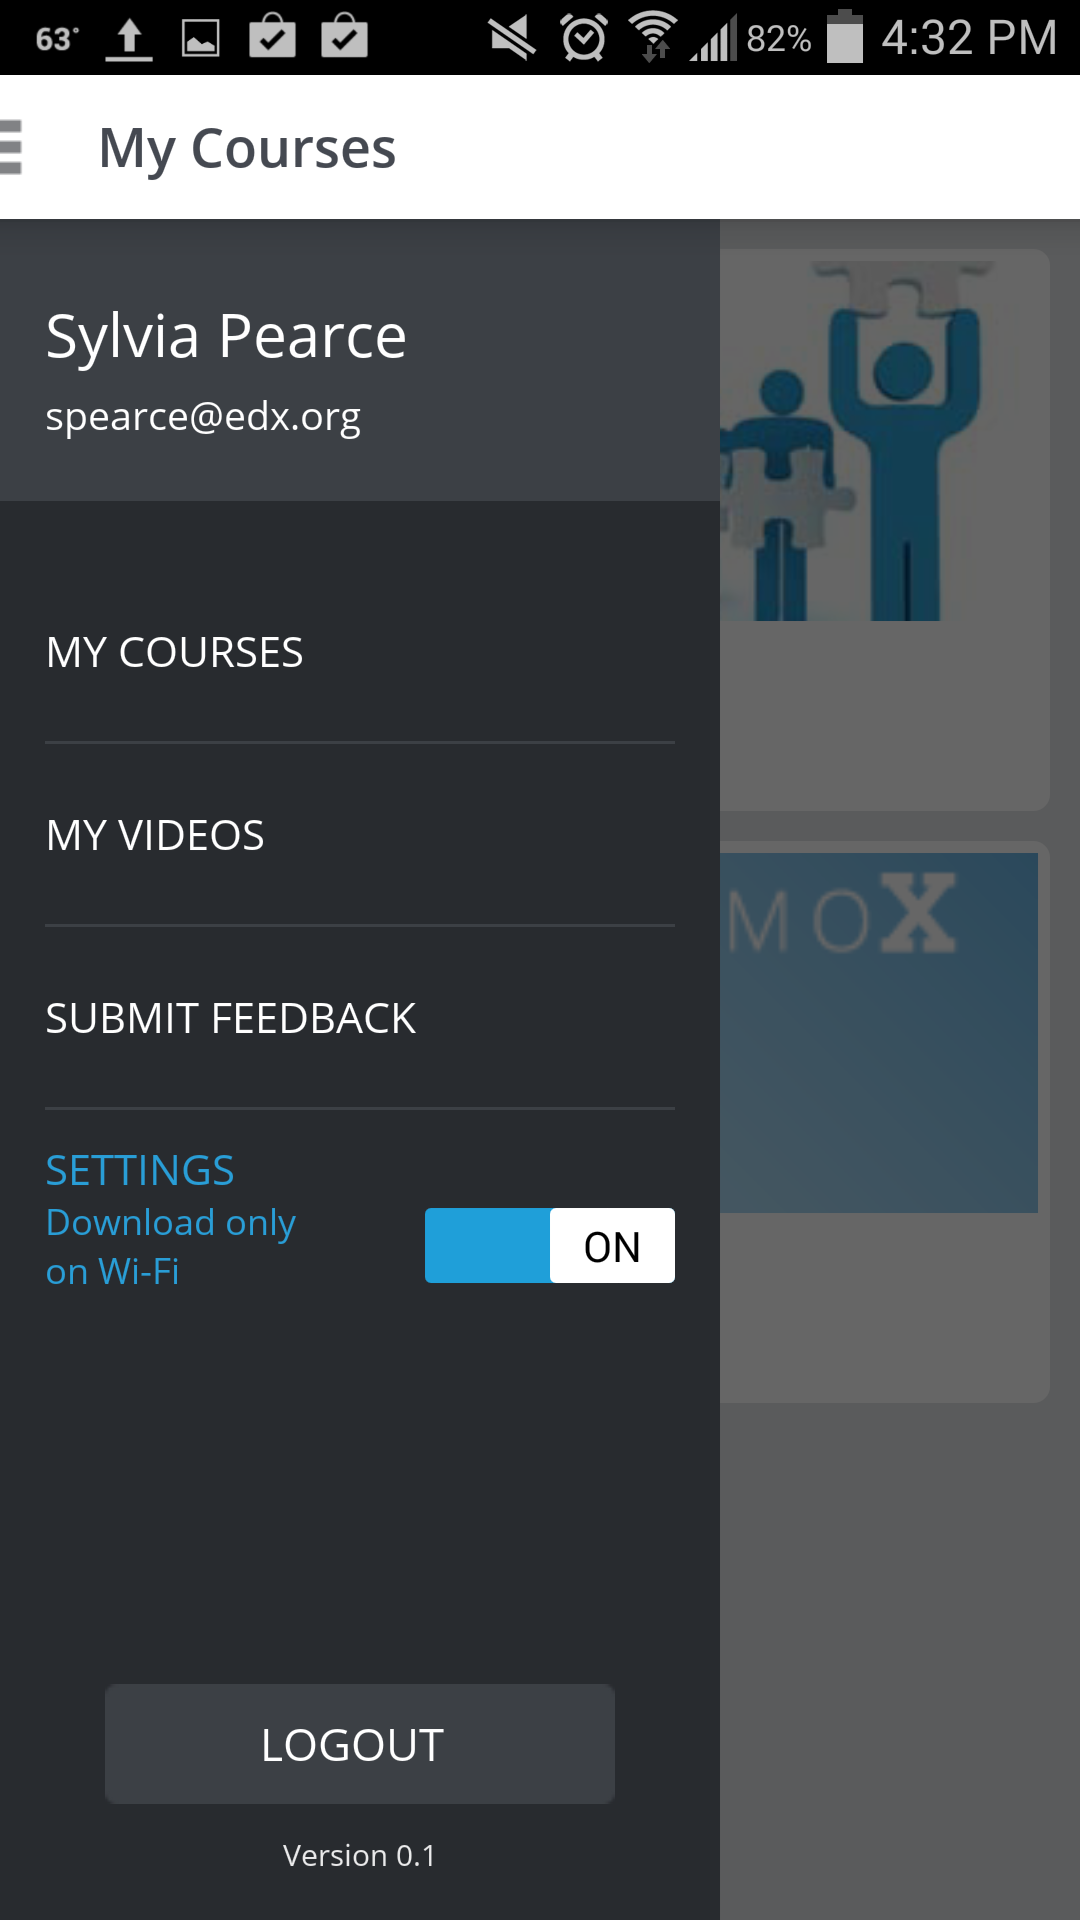 63° 82% 4:32 PM
My Courses
Sylvia Pearce
spearce@edx.org
MY COURSES
MY VIDEOS
MOX
SUBMIT FEEDBACK
SETTINGS
Download only
on Wi-Fi
ON
LOGOUT
Version 0.1